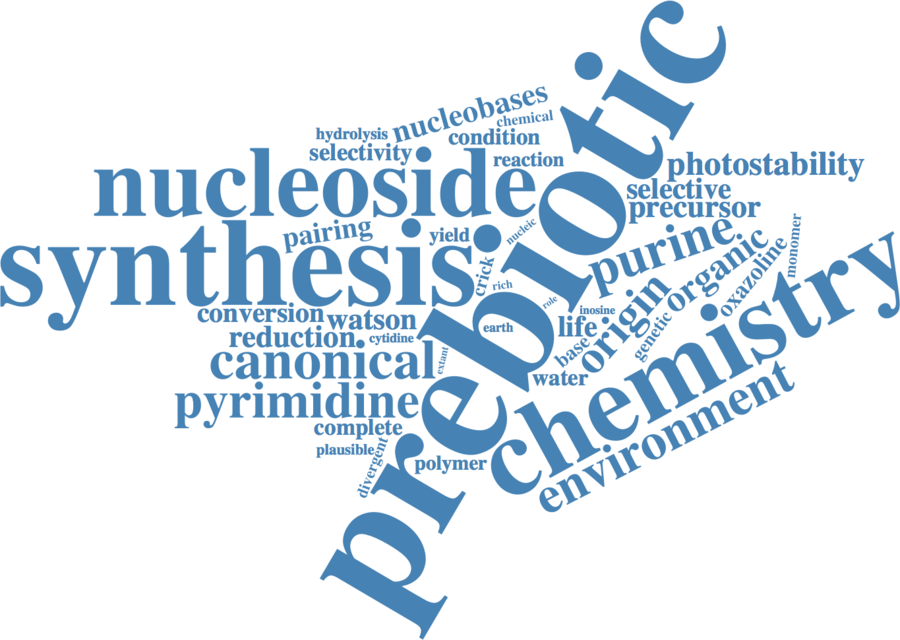 prebiotic
nucleobases
chemical
hydrolysis
condition
selectivity
reaction
nucleoside
photostability
selective
precursor
synthesis
pairing
yield
nucleic
purine
organic
monomer
crick
rich
role
oxazoline
origin
chemistry
conversion
watson
inosine
earth
life
genetic
reduction
cytidine
base
canonical
extant
water
pyrimidine
environment
complete
plausible
divergent
polymer